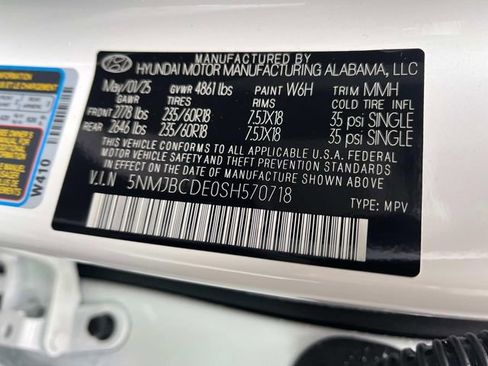 MANUFACTURED BY
HYUNDAI MOTOR MANUFACTURING ALABAMA, LLC
May/01/25 GVWR 4861 lbs PAINT W6H TRIM MMH
GAWR TIRES RIMS COLD TIRE INFL
FRONT 2778 lbs 235/60R18 7.5JX18 35 psi SINGLE
REAR 2646 lbs 235/60R18 7.5JX18 35 psi SINGLE
THIS VEHICLE CONFORMS TO ALL APPLICABLE U.S.A. FEDERAL
MOTOR VEHICLE SAFETY AND THEFT PREVENTION STANDARDS
IN EFFECT ON THE DATE OF MANUFACTURE SHOWN ABOVE.
V.I.N 5NMJBCDE0SH570718
TYPE: MPV
INFORMATION
W410